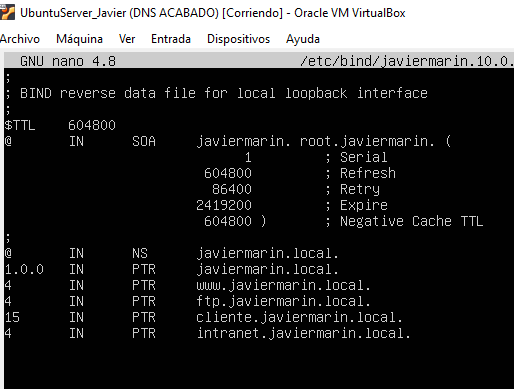 UbuntuServer_Javier (DNS ACABADO) [Corriendo] - Oracle VM VirtualBox
Archivo Máquina Ver Entrada Dispositivos Ayuda
GNU nano 4.8 /etc/bind/javiermarin.10.0.
;
; BIND reverse data file for local loopback interface
;
$TTL 604800
@ IN SOA javiermarin. root.javiermarin. (
1 ; Serial
604800 ; Refresh
86400 ; Retry
2419200 ; Expire
604800 ) ; Negative Cache TTL
;
@ IN NS javiermarin.local.
1.0.0 IN PTR javiermarin.local.
4 IN PTR www.javiermarin.local.
4 IN PTR ftp.javiermarin.local.
15 IN PTR cliente.javiermarin.local.
4 IN PTR intranet.javiermarin.local.